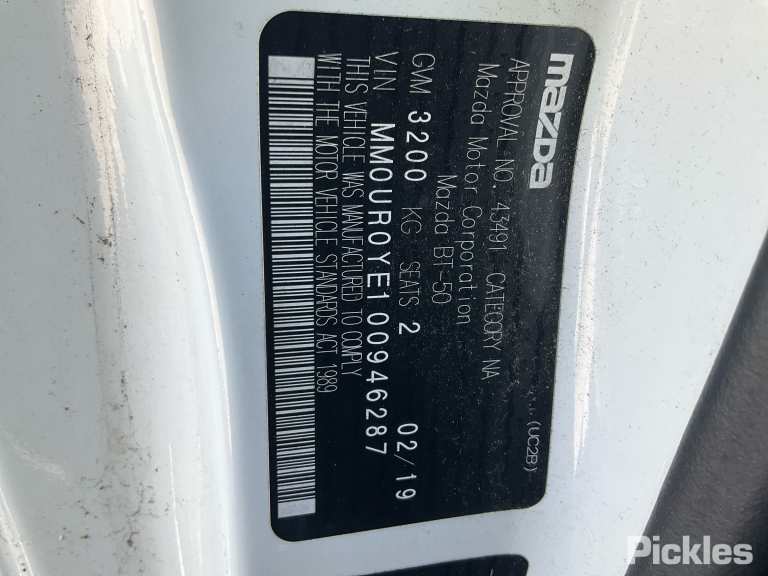 mazda
APPROVAL NO. 43491 CATEGORY NA
Mazda Motor Corporation
Mazda BT-50
(UC2B)
GVM 3200 KG SEATS 2 02/19
VIN MM0UR0YE100946287
THIS VEHICLE WAS MANUFACTURED TO COMPLY
WITH THE MOTOR VEHICLE STANDARDS ACT 1989
Pickles